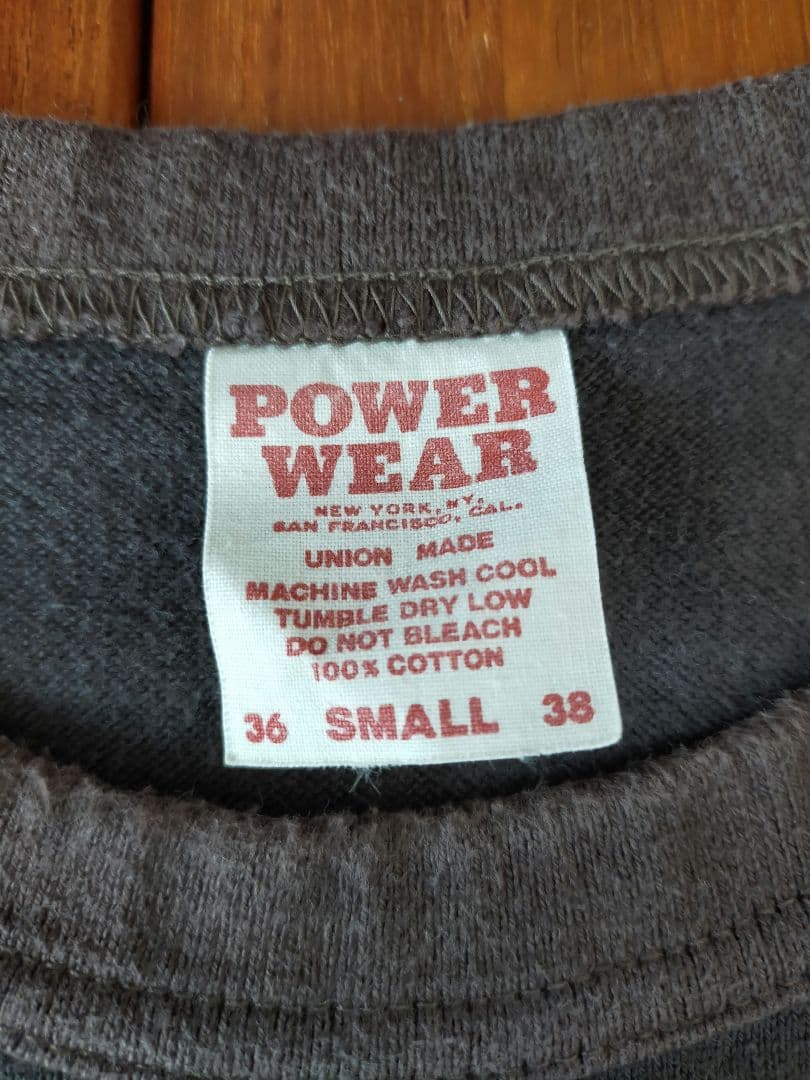 POWER
WEAR
NEW YORK, NY,
SAN FRANCISCO, CAL.
UNION MADE
MACHINE WASH COOL
TUMBLE DRY LOW
DO NOT BLEACH
100% COTTON
36 SMALL 38